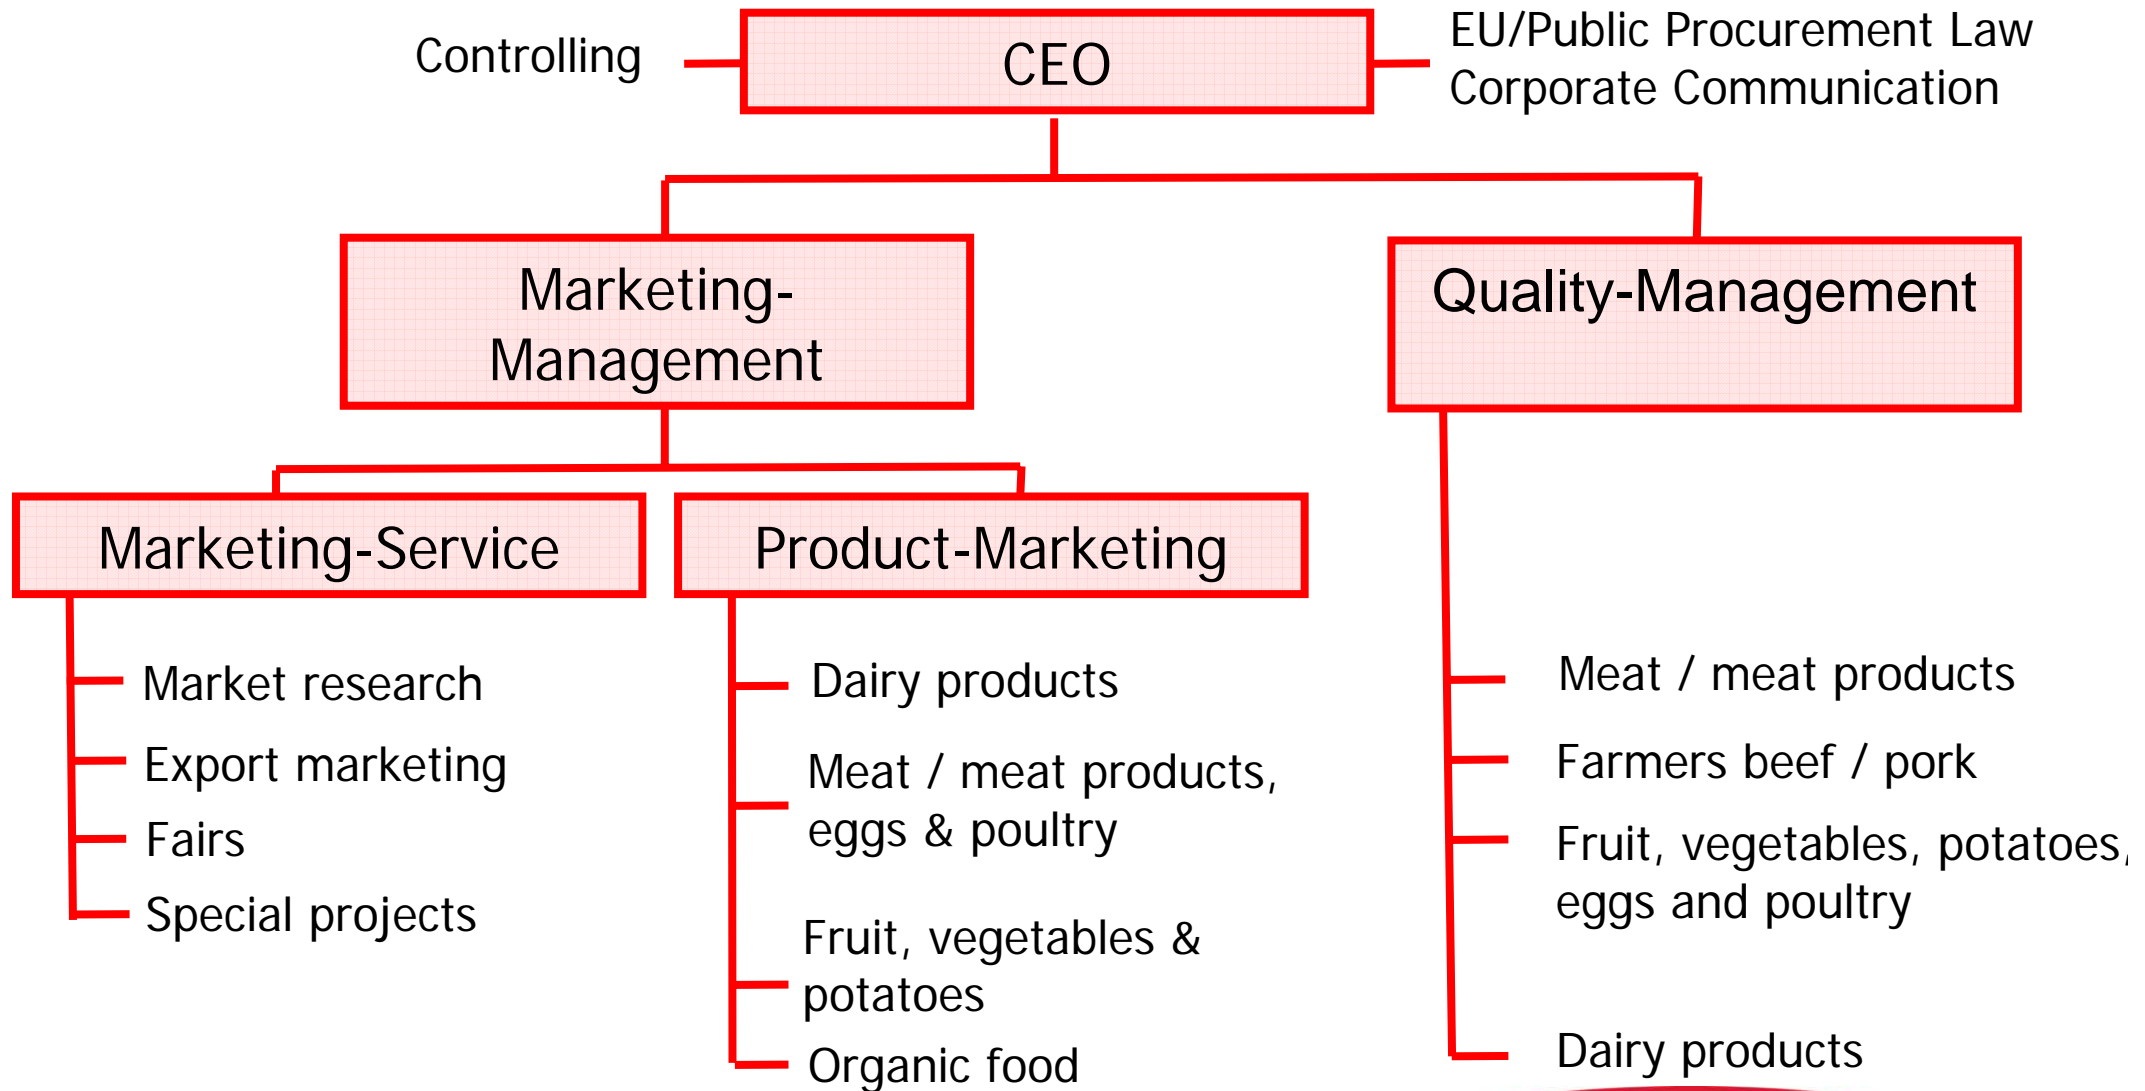 Controlling
CEO
EU/Public Procurement Law
Corporate Communication
Marketing-
Management
Quality-Management
Marketing-Service
Product-Marketing
Market research
Export marketing
Fairs
Special projects
Dairy products
Meat / meat products,
eggs & poultry
Fruit, vegetables &
potatoes
Organic food
Meat / meat products
Farmers beef / pork
Fruit, vegetables, potatoes,
eggs and poultry
Dairy products